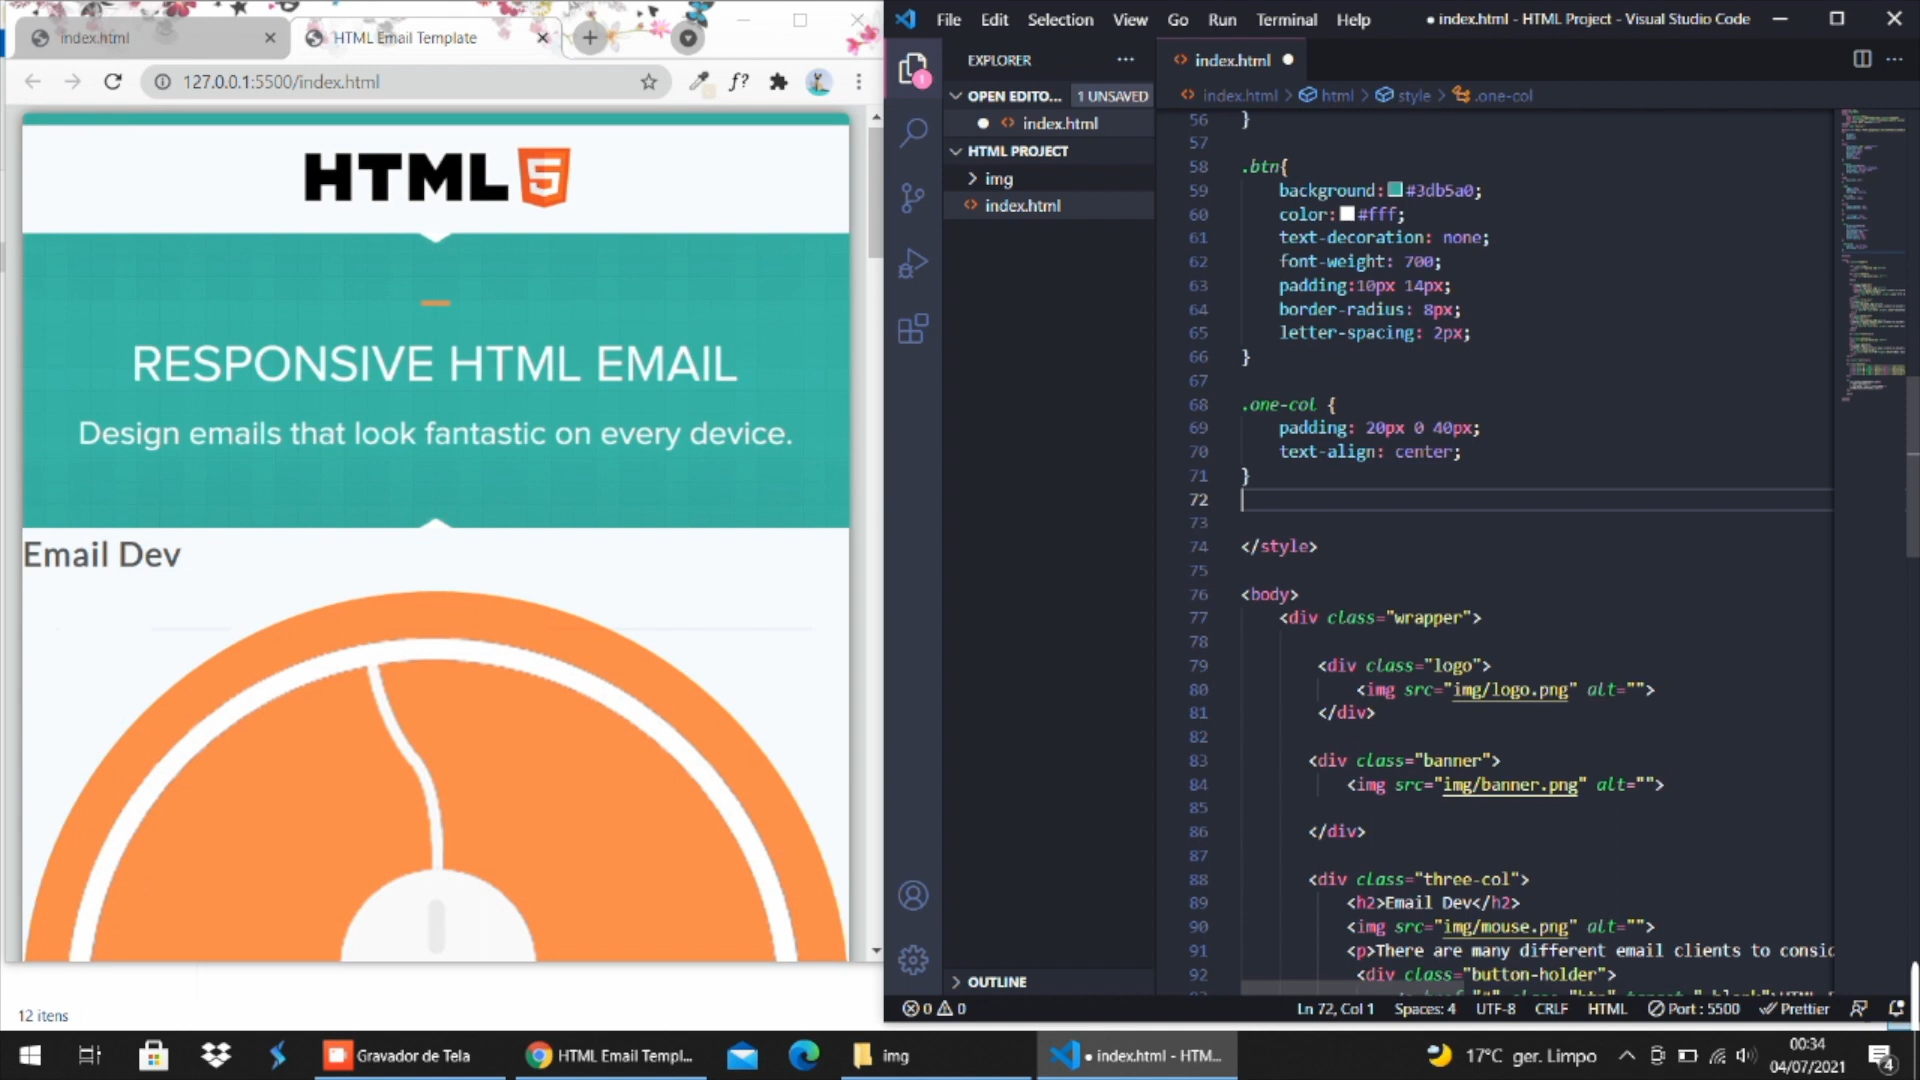 index.html
HTML Email Template
127.0.0.1:5500/index.html
f?
HTML 5
RESPONSIVE HTML EMAIL
Design emails that look fantastic on every device.
Email Dev
12 itens
File Edit Selection View Go Run Terminal Help
● index.html - HTML Project - Visual Studio Code
EXPLORER
OPEN EDITO... 1 UNSAVED
index.html
HTML PROJECT
img
index.html
OUTLINE
1
index.html
index.html > html > style > .one-col
56 }
57
58 .btn{
59 background: #3db5a0;
60 color: #fff;
61 text-decoration: none;
62 font-weight: 700;
63 padding:10px 14px;
64 border-radius: 8px;
65 letter-spacing: 2px;
66 }
67
68 .one-col {
69 padding: 20px 0 40px;
70 text-align: center;
71 }
72
73
74 </style>
75
76 <body>
77 <div class="wrapper">
78
79 <div class="logo">
80 <img src="img/logo.png" alt="">
81 </div>
82
83 <div class="banner">
84 <img src="img/banner.png" alt="">
85
86 </div>
87
88 <div class="three-col">
89 <h2>Email Dev</h2>
90 <img src="img/mouse.png" alt="">
91 <p>There are many different email clients to consid
92 <div class="button-holder">
0 0
Ln 72, Col 1 Spaces: 4 UTF-8 CRLF HTML Port : 5500 Prettier
Gravador de Tela
HTML Email Templ...
img
● index.html - HTM...
17°C ger. Limpo
00:34
04/07/2021
4